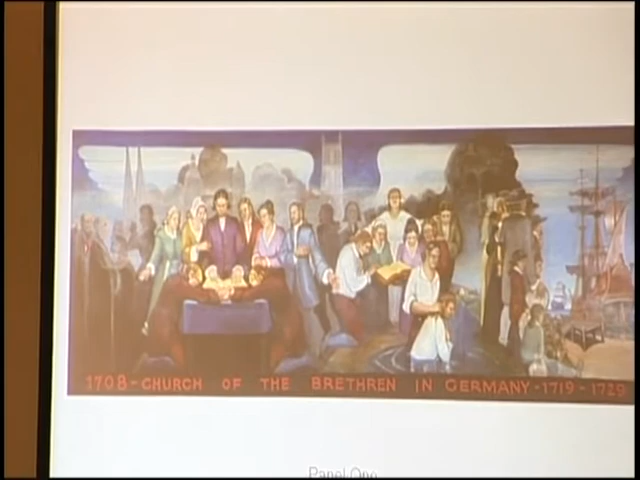 1708-CHURCH OF THE BRETHREN IN GERMANY-1719-1729
Panel One